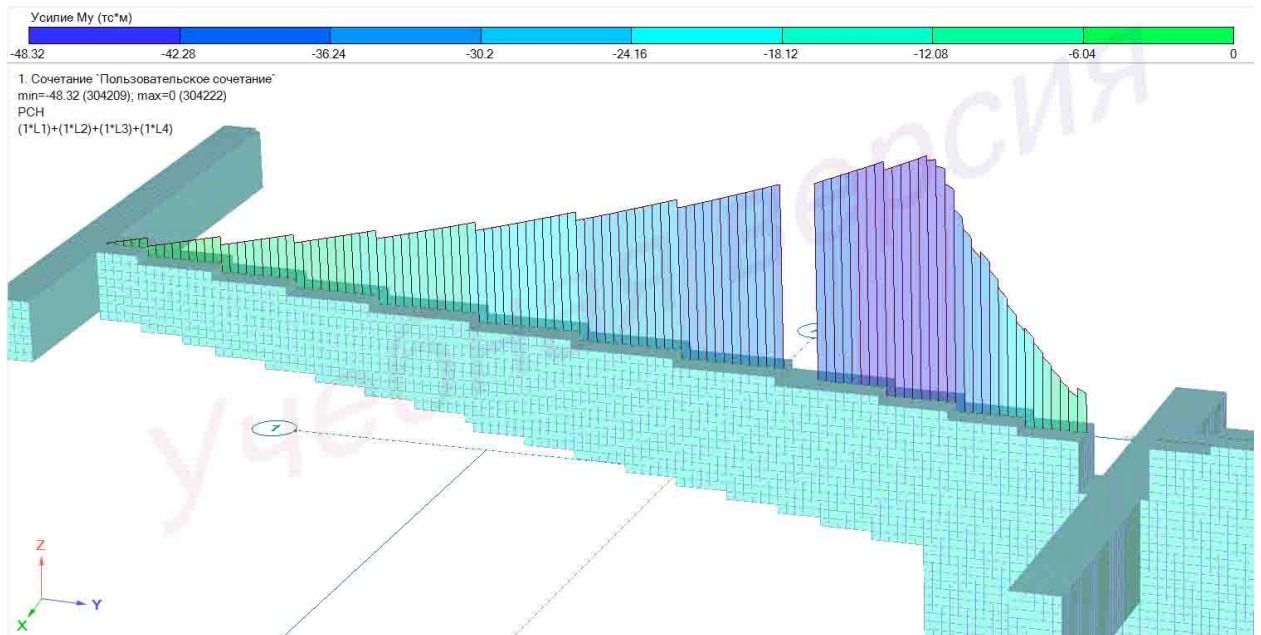 Усилие My (тс*м)
-48.32 -42.28 -36.24 -30.2 -24.16 -18.12 -12.08 -6.04 0
1. Сочетание `Пользовательское сочетание`
min=-48.32 (304209); max=0 (304222)
РСН
(1*L1)+(1*L2)+(1*L3)+(1*L4)
7
Z
Y
X